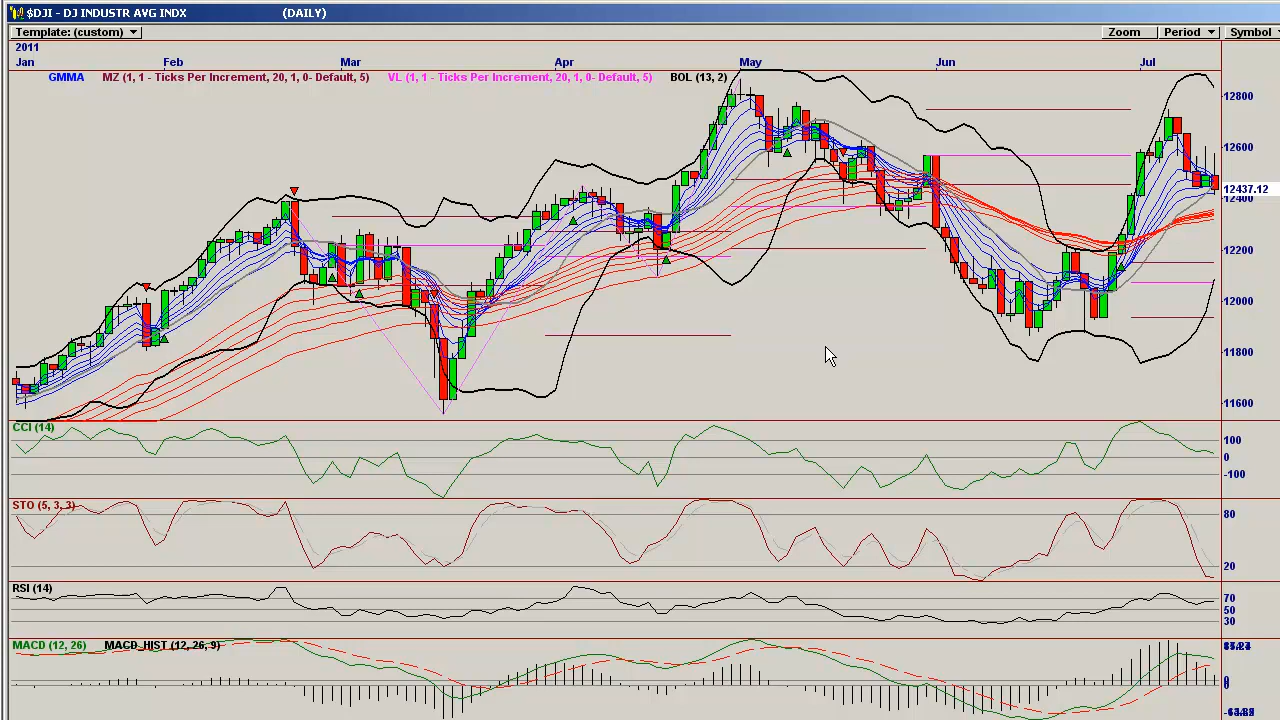 $DJI - DJ INDUSTR AVG INDX (DAILY)
Template: (custom) Zoom Period Symbol
2011
Jan Feb Mar Apr May Jun Jul
GMMA MZ (1, 1 - Ticks Per Increment, 20, 1, 0- Default, 5) VL (1, 1 - Ticks Per Increment, 20, 1, 0- Default, 5) BOL (13, 2)
12800
12600
12437.12
12400
12200
12000
11800
11600
CCI (14)
100
0
-100
STO (5, 3, 3)
80
20
RSI (14)
70
50
30
MACD (12, 26) MACD_HIST (12, 26, 9)
0